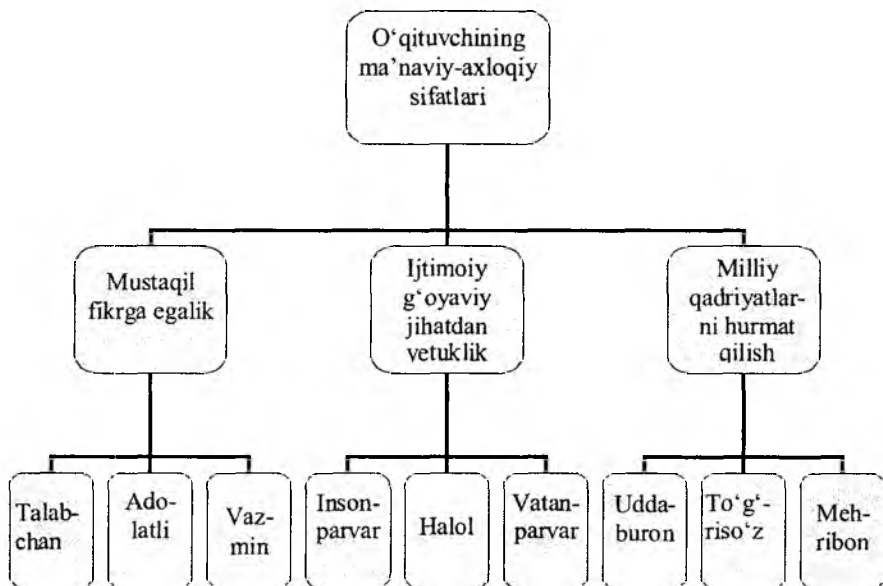 O‘qituvchining
ma’naviy-axloqiy
sifatlari
Mustaqil
fikrga egalik
Ijtimoiy
g‘oyaviy
jihatdan
yetuklik
Milliy
qadriyatlar-
ni hurmat
qilish
Talab-
chan
Ado-
latli
Vaz-
min
Inson-
parvar
Halol
Vatan-
parvar
Udda-
buron
To‘g‘-
riso‘z
Meh-
ribon